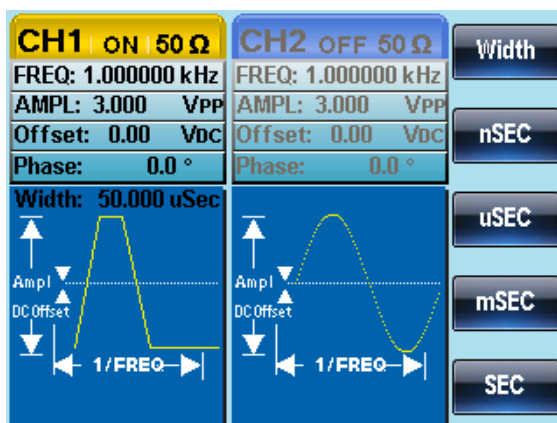 CH1 ON 50 Ω
FREQ: 1.000000 kHz
AMPL: 3.000 VPP
Offset: 0.00 VDC
Phase: 0.0 °
Width: 50.000 uSec
Ampl
DC Offset
1/FREQ
CH2 OFF 50 Ω
FREQ: 1.000000 kHz
AMPL: 3.000 VPP
Offset: 0.00 VDC
Phase: 0.0 °
Ampl
DC Offset
1/FREQ
Width
nSEC
uSEC
mSEC
SEC